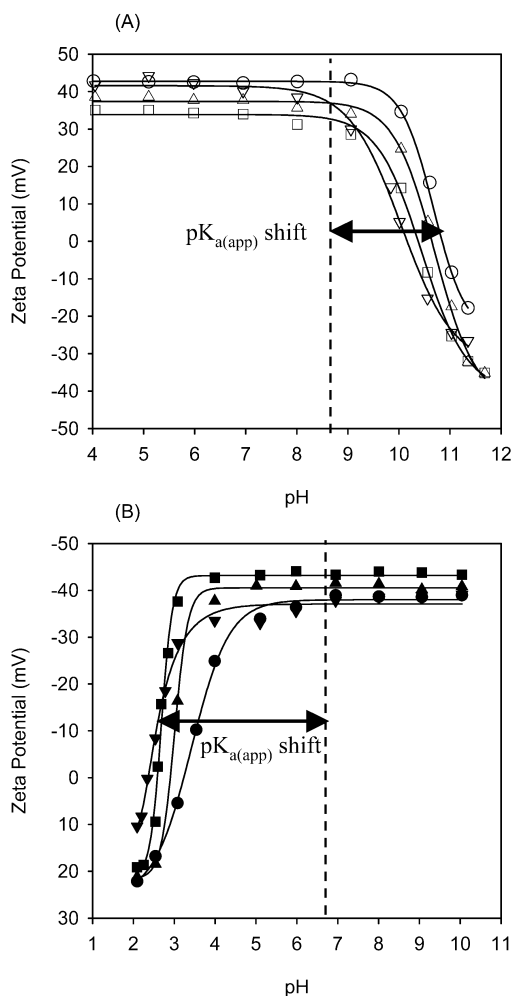 (A)
50
40
30
20
10
0
-10
-20
-30
-40
-50
Zeta Potential (mV)
pKa(app) shift
4 5 6 7 8 9 10 11 12
pH
(B)
-50
-40
-30
-20
-10
0
10
20
30
Zeta Potential (mV)
pKa(app) shift
1 2 3 4 5 6 7 8 9 10 11
pH